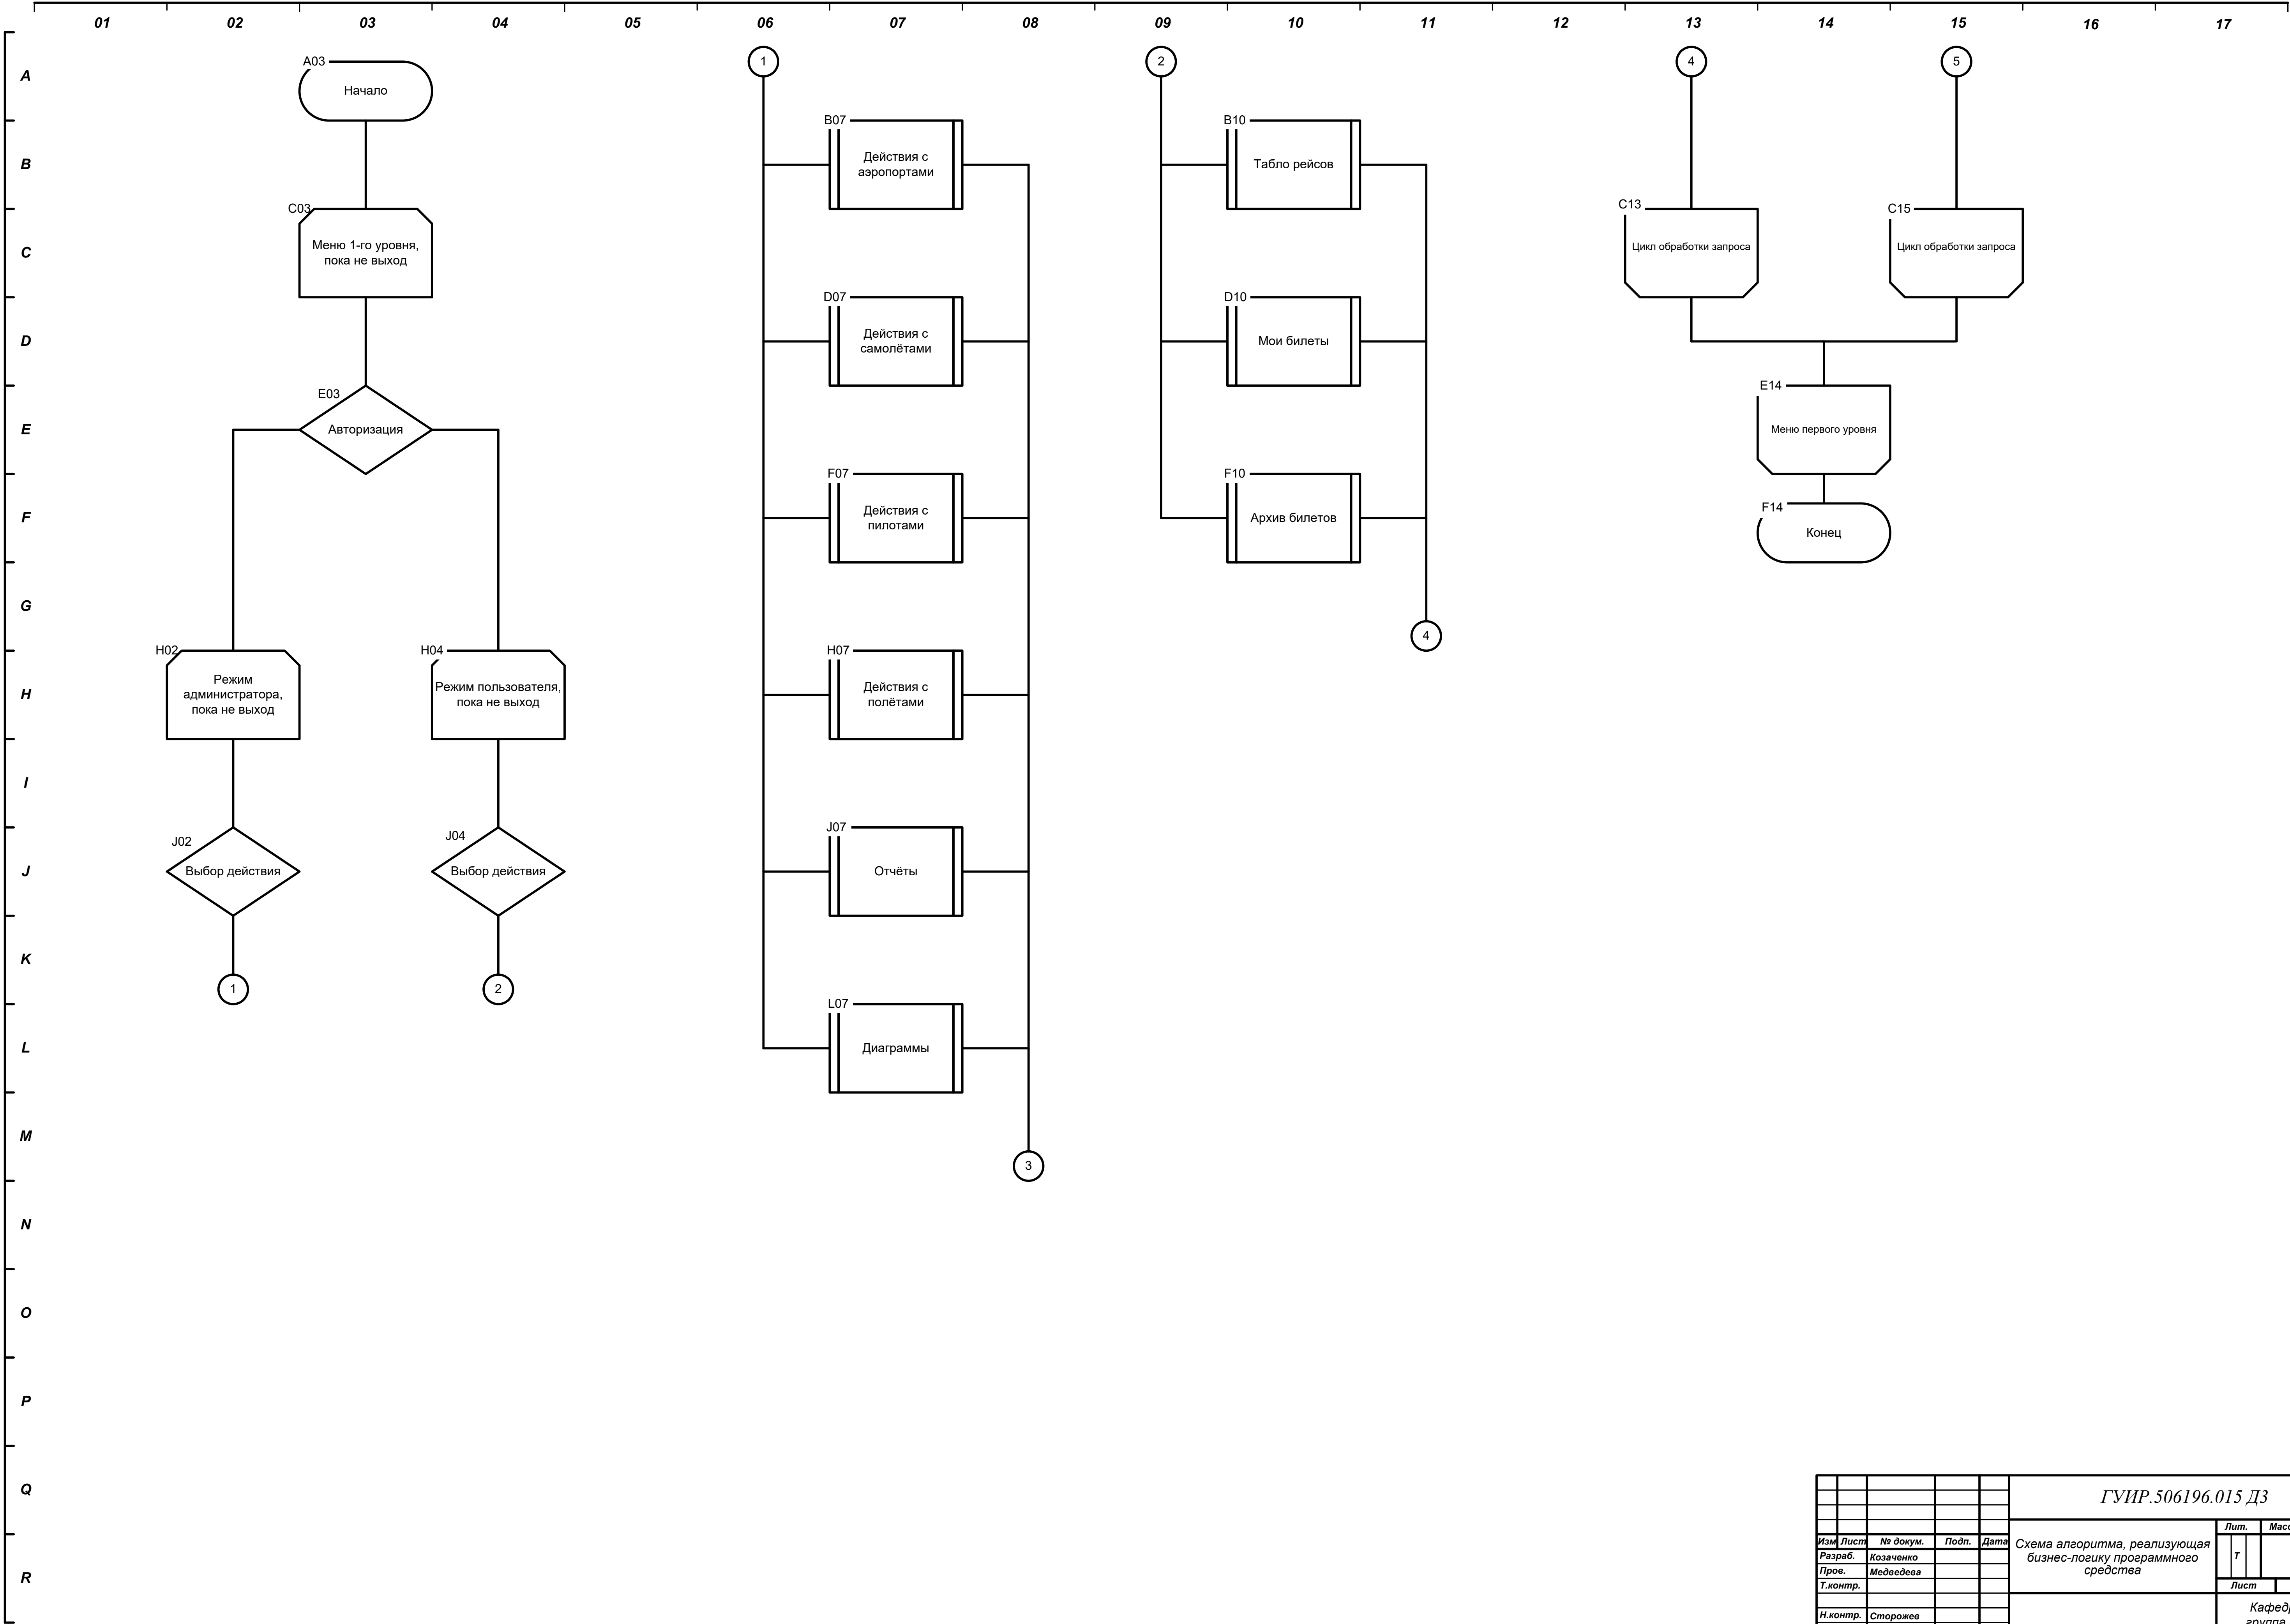 01 02 03 04 05 06 07 08 09 10 11 12 13 14 15 16 17
A
B
C
D
E
F
G
H
I
J
K
L
M
N
O
P
Q
R
A03
Начало
C03
Меню 1-го уровня,
пока не выход
E03
Авторизация
H02
Режим
администратора,
пока не выход
J02
Выбор действия
1
H04
Режим пользователя,
пока не выход
J04
Выбор действия
2
1
B07
Действия с
аэропортами
D07
Действия с
самолётами
F07
Действия с
пилотами
H07
Действия с
полётами
J07
Отчёты
L07
Диаграммы
3
2
B10
Табло рейсов
D10
Мои билеты
F10
Архив билетов
4
4
C13
Цикл обработки запроса
5
C15
Цикл обработки запроса
E14
Меню первого уровня
F14
Конец
ГУИР.506196.015 Д3
Изм Лист № докум. Подп. Дата
Разраб. Козаченко
Пров. Медведева
Т.контр.
Н.контр. Сторожев
Схема алгоритма, реализующая
бизнес-логику программного
средства
Лит. Масс
Т
Лист
Кафед
группа